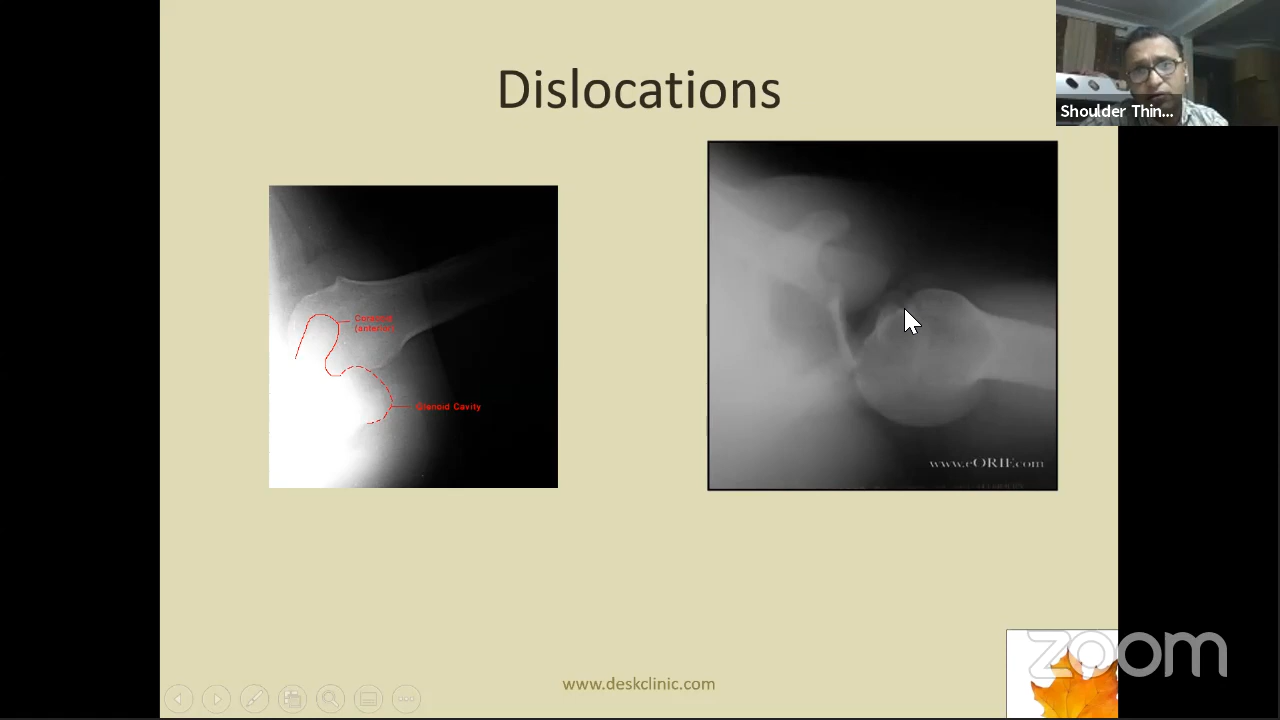 Dislocations
Shoulder Thin...
Coracoid
(anterior)
Glenoid Cavity
www.eORIF.com
www.deskclinic.com
zoom